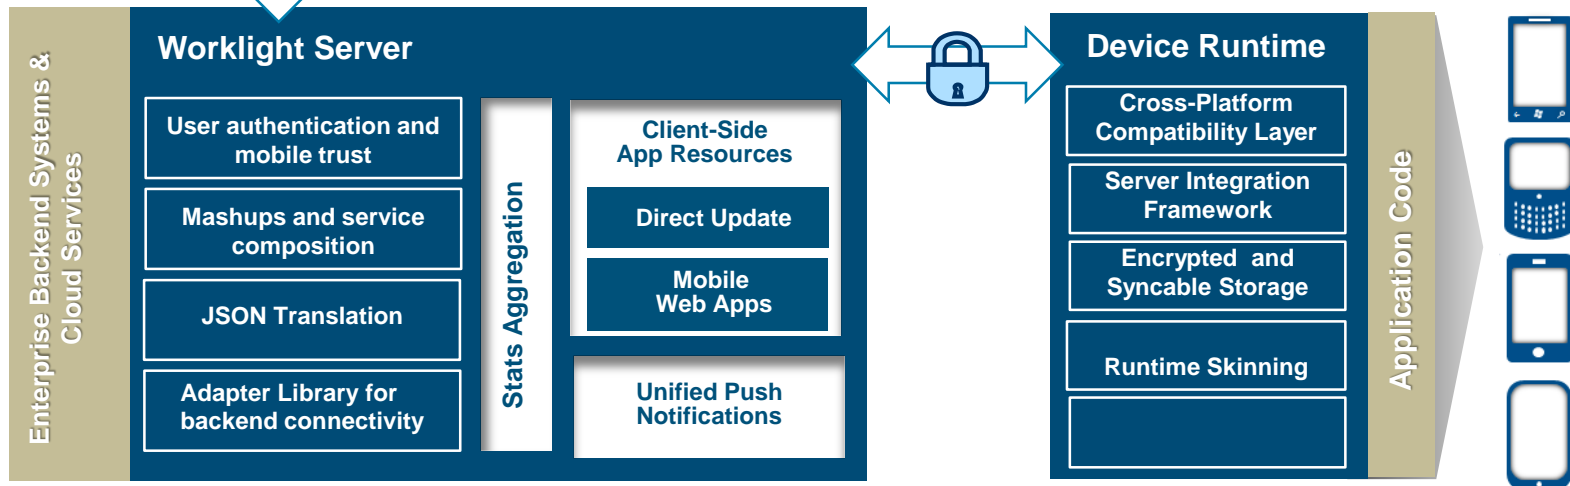 Enterprise Backend Systems &
Cloud Services
Worklight Server
User authentication and
mobile trust
Mashups and service
composition
JSON Translation
Adapter Library for
backend connectivity
Stats Aggregation
Client-Side
App Resources
Direct Update
Mobile
Web Apps
Unified Push
Notifications
Device Runtime
Cross-Platform
Compatibility Layer
Server Integration
Framework
Encrypted and
Syncable Storage
Runtime Skinning
Application Code